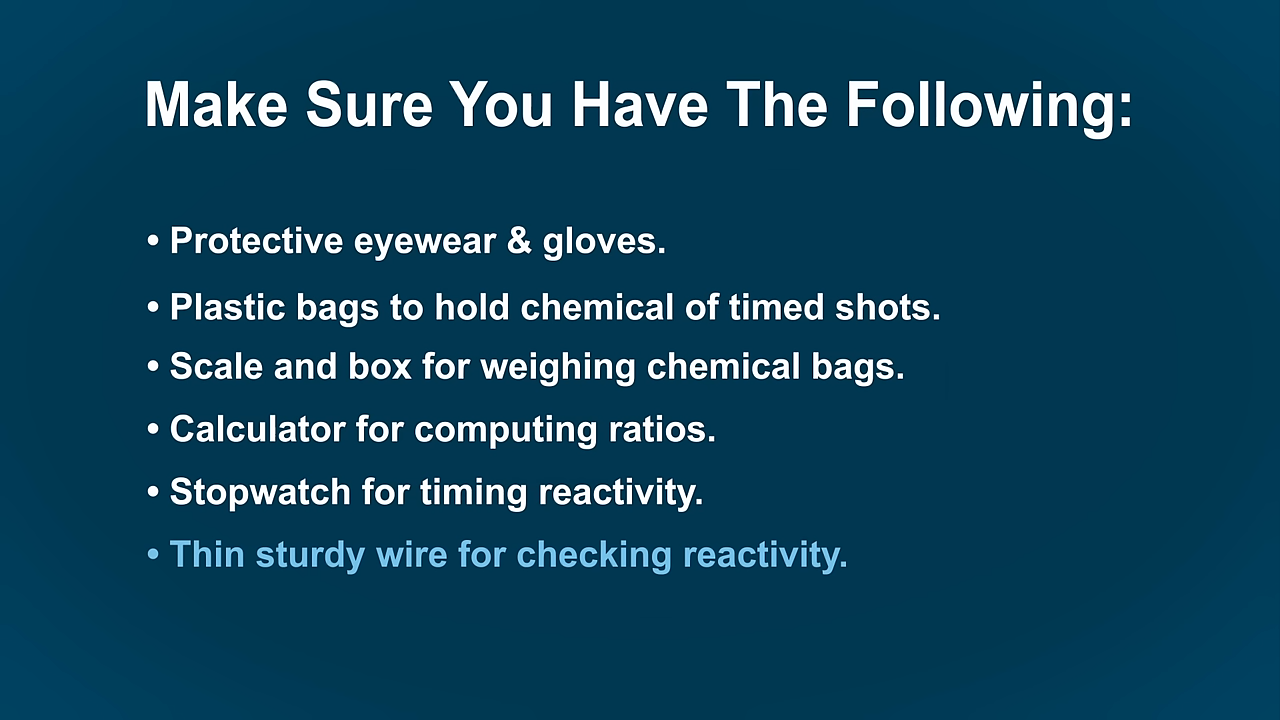 Make Sure You Have The Following:
• Protective eyewear & gloves.
• Plastic bags to hold chemical of timed shots.
• Scale and box for weighing chemical bags.
• Calculator for computing ratios.
• Stopwatch for timing reactivity.
• Thin sturdy wire for checking reactivity.